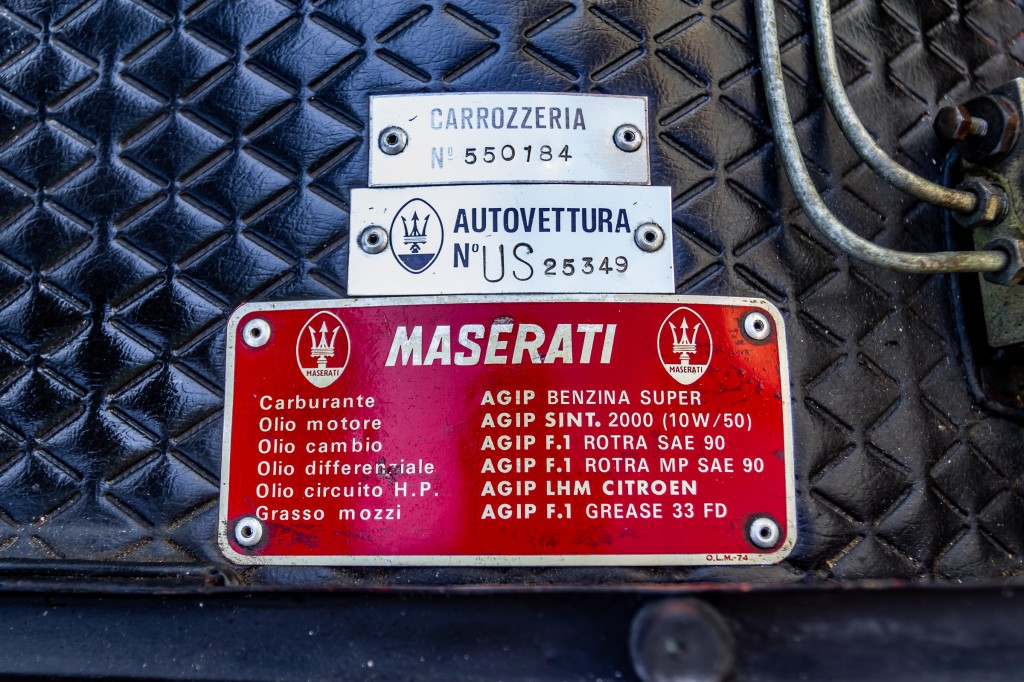 CARROZZERIA
Nº 550184
AUTOVETTURA
Nº US 25349
MASERATI
MASERATI
MASERATI
Carburante AGIP BENZINA SUPER
Olio motore AGIP SINT. 2000 (10W/50)
Olio cambio AGIP F.1 ROTRA SAE 90
Olio differenziale AGIP F.1 ROTRA MP SAE 90
Olio circuito H.P. AGIP LHM CITROEN
Grasso mozzi AGIP F.1 GREASE 33 FD
O.L.M.-74